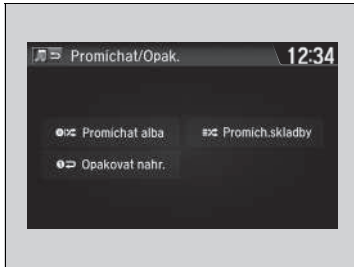 Promíchat/Opak.
12:34
Promíchat alba
Promích.skladby
Opakovat nahr.